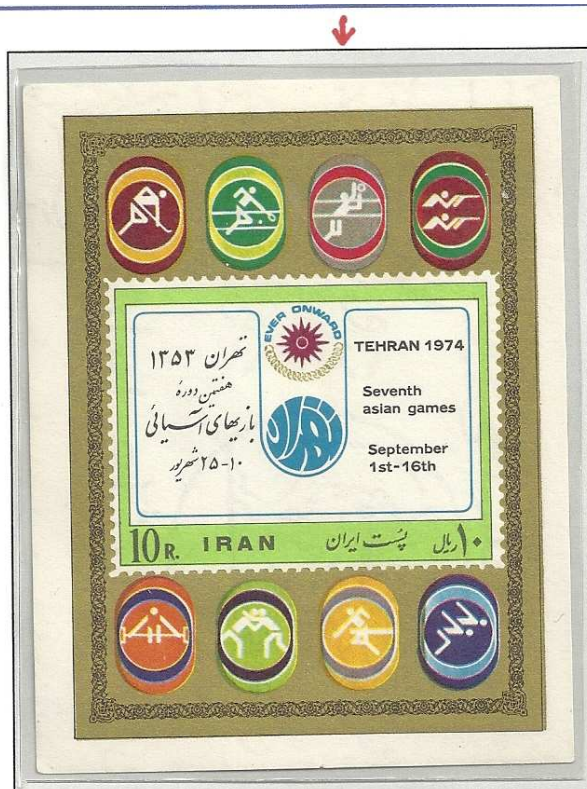 EVER ONWARD
تهران ۱۳۵۳
هفتمین دوره
بازیهای آسیائی
۱۰-۲۵ شهریور
تهران
TEHRAN 1974
Seventh
asian games
September
1st-16th
10R. IRAN پست ایران ۱۰ ریال